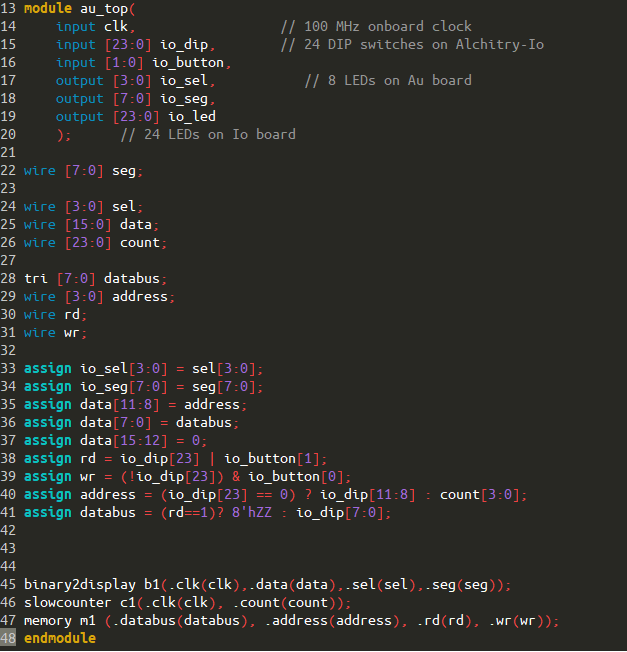 13 module au_top(
14     input clk,                  // 100 MHz onboard clock
15     input [23:0] io_dip,        // 24 DIP switches on Alchitry-Io
16     input [1:0] io_button,
17     output [3:0] io_sel,           // 8 LEDs on Au board
18     output [7:0] io_seg,
19     output [23:0] io_led
20     );      // 24 LEDs on Io board
21
22 wire [7:0] seg;
23
24 wire [3:0] sel;
25 wire [15:0] data;
26 wire [23:0] count;
27
28 tri [7:0] databus;
29 wire [3:0] address;
30 wire rd;
31 wire wr;
32
33 assign io_sel[3:0] = sel[3:0];
34 assign io_seg[7:0] = seg[7:0];
35 assign data[11:8] = address;
36 assign data[7:0] = databus;
37 assign data[15:12] = 0;
38 assign rd = io_dip[23] | io_button[1];
39 assign wr = (!io_dip[23]) & io_button[0];
40 assign address = (io_dip[23] == 0) ? io_dip[11:8] : count[3:0];
41 assign databus = (rd==1)? 8'hZZ : io_dip[7:0];
42
43
44
45 binary2display b1(.clk(clk),.data(data),.sel(sel),.seg(seg));
46 slowcounter c1(.clk(clk), .count(count));
47 memory m1 (.databus(databus), .address(address), .rd(rd), .wr(wr));
48 endmodule